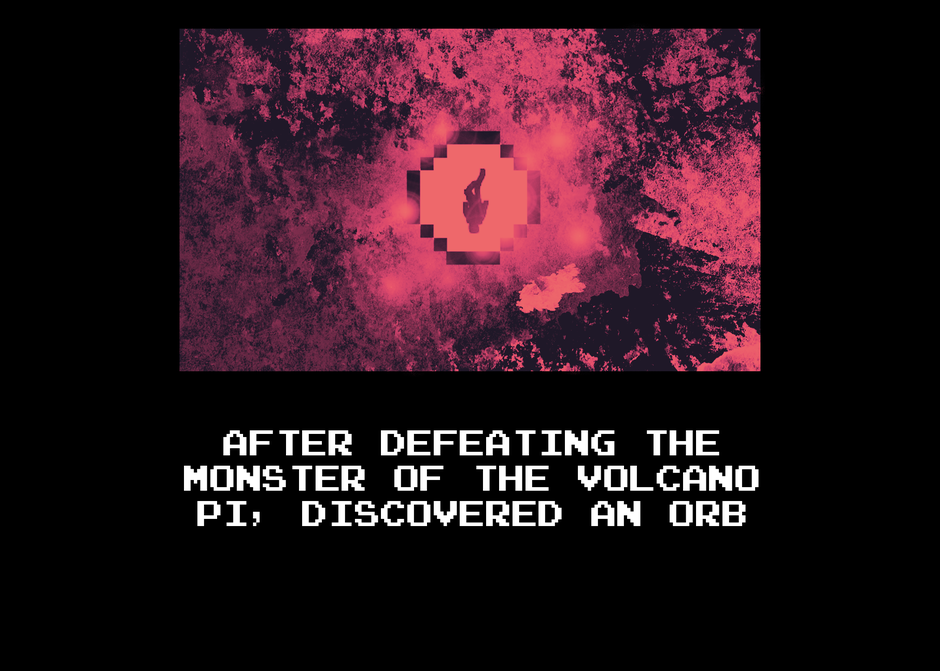 AFTER DEFEATING THE
MONSTER OF THE VOLCANO
PI, DISCOVERED AN ORB